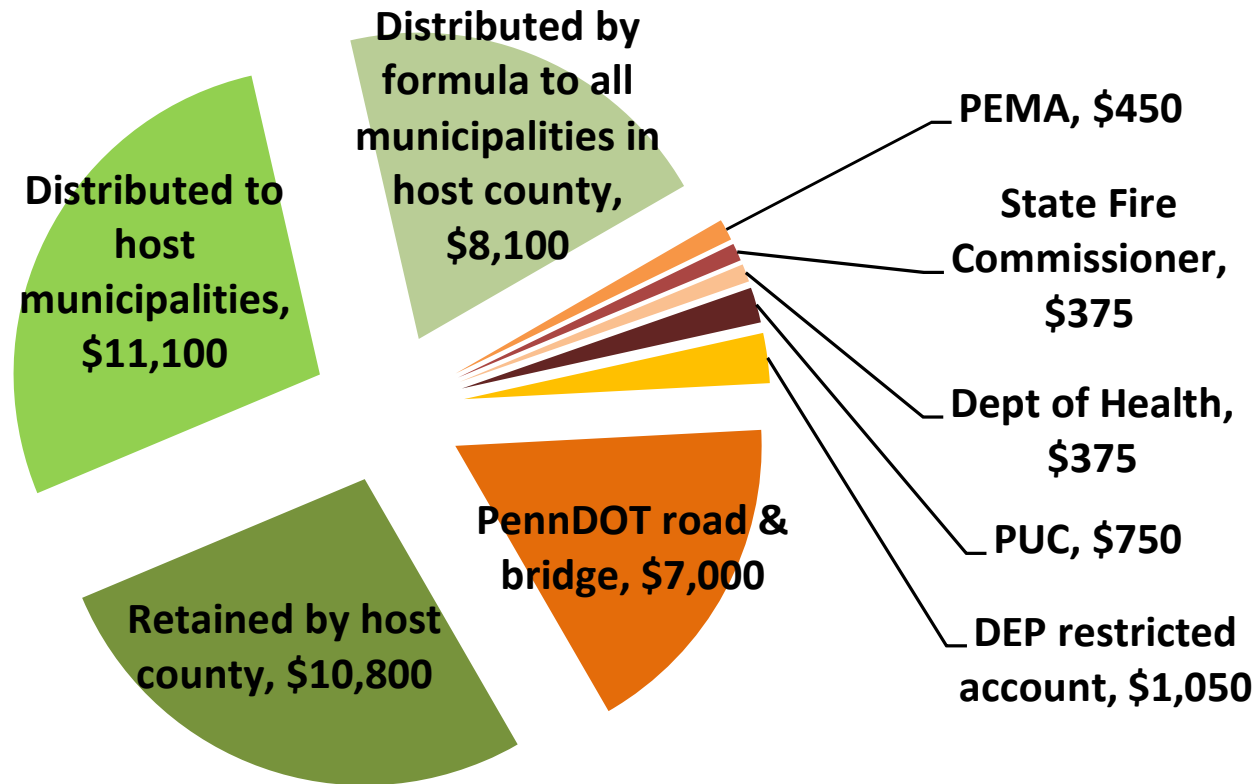 Distributed by
formula to all
municipalities in
host county,
$8,100
PEMA, $450
State Fire
Commissioner,
$375
Dept of Health,
$375
PUC, $750
DEP restricted
account, $1,050
PennDOT road &
bridge, $7,000
Retained by host
county, $10,800
Distributed to
host
municipalities,
$11,100